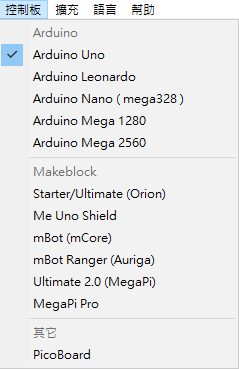 控制板 擴充 語言 幫助
Arduino
Arduino Uno
Arduino Leonardo
Arduino Nano ( mega328 )
Arduino Mega 1280
Arduino Mega 2560
Makeblock
Starter/Ultimate (Orion)
Me Uno Shield
mBot (mCore)
mBot Ranger (Auriga)
Ultimate 2.0 (MegaPi)
MegaPi Pro
其它
PicoBoard